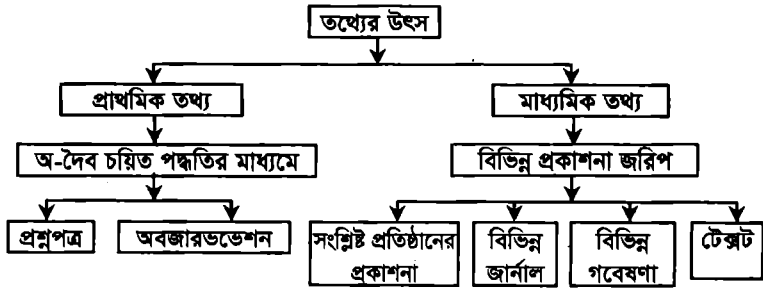 তথ্যের উৎস
প্রাথমিক তথ্য
মাধ্যমিক তথ্য
অ-দৈব চয়িত পদ্ধতির মাধ্যমে
বিভিন্ন প্রকাশনা জরিপ
প্রশ্নপত্র
অবজারভভেশন
সংশ্লিষ্ট প্রতিষ্ঠানের
প্রকাশনা
বিভিন্ন
জার্নাল
বিভিন্ন
গবেষণা
টেক্সট